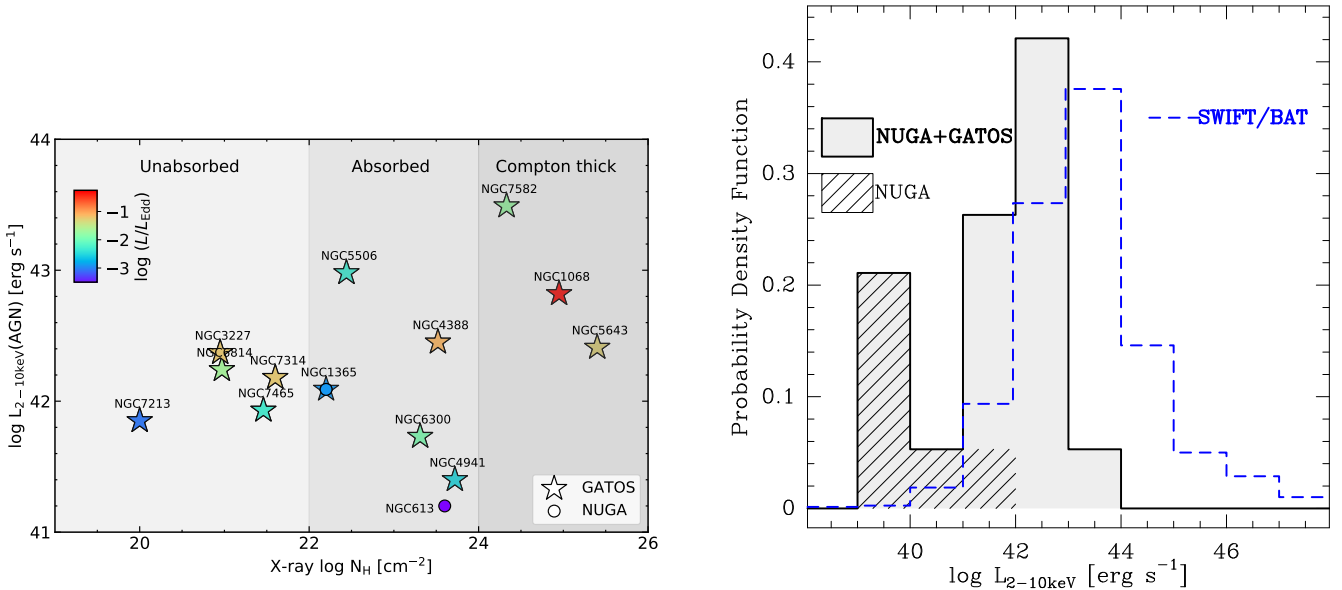 44
43
42
41
log L2−10keV(AGN) [erg s−1]
Unabsorbed
Absorbed
Compton thick
−1
−2
−3
log (L/LEdd)
NGC7582
NGC5506
NGC1068
NGC4388
NGC5643
NGC3227
NGC7314
NGC1365
NGC7465
NGC7213
NGC6300
NGC4941
NGC613
GATOS
NUGA
20
22
24
26
X-ray log NH [cm−2]
Probability Density Function
0.4
0.3
0.2
0.1
0
NUGA+GATOS
NUGA
SWIFT/BAT
40
42
44
46
log L2−10keV [erg s−1]